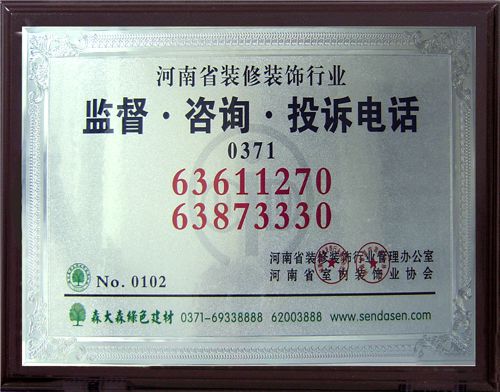 河南省装修装饰行业
监督·咨询·投诉电话
0371
63611270
63873330
河南省装修装饰行业管理办公室
河南省室内装饰业协会
No. 0102
森大森绿色建材 0371-69338888 62003888 www.sendasen.com